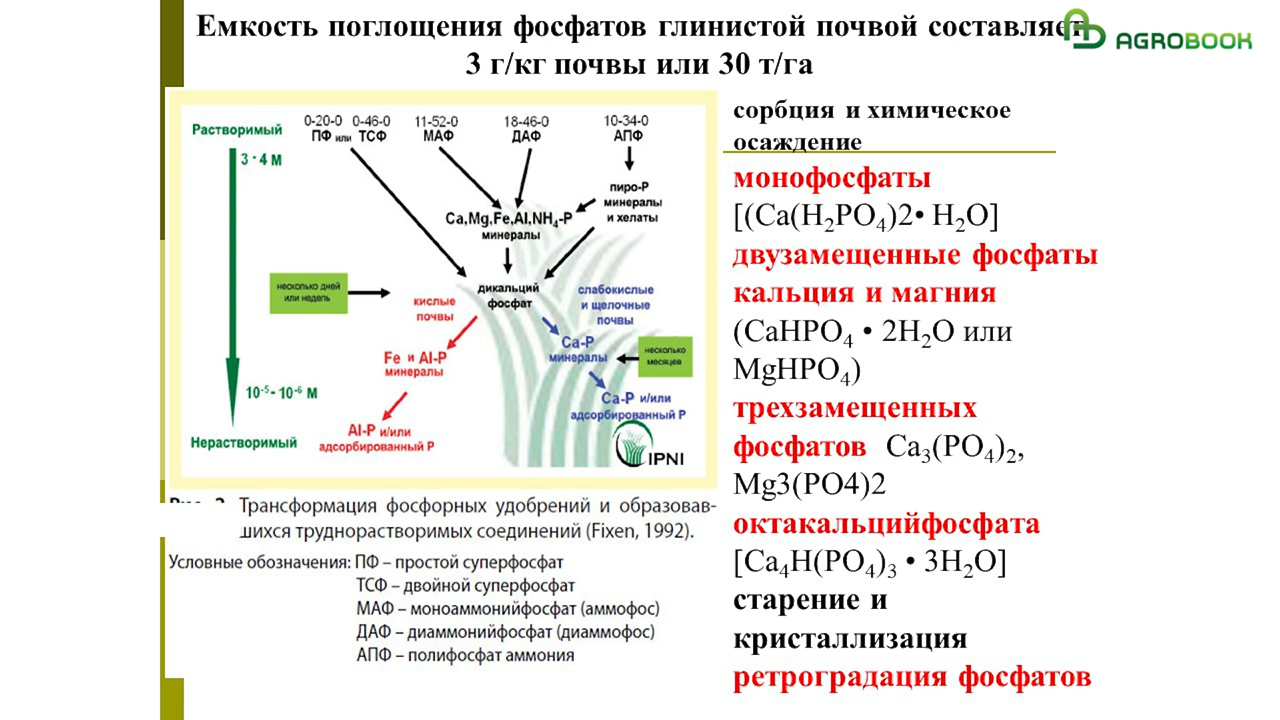 Емкость поглощения фосфатов глинистой почвой составляет
3 г/кг почвы или 30 т/га
AGROBOOK
Растворимый
3 - 4 М
10⁻⁵ - 10⁻⁶ М
Нерастворимый
0-20-0 0-46-0
ПФ или ТСФ
11-52-0
МАФ
18-46-0
ДАФ
10-34-0
АПФ
пиро-Р
минералы
и хелаты
Ca,Mg,Fe,Al,NH₄-P
минералы
несколько дней
или недель
дикальций
фосфат
кислые
почвы
слабокислые
и щелочные
почвы
Fe и Al-P
минералы
Ca-P
минералы
несколько
месяцев
Al-P и/или
адсорбированный Р
Ca-P и/или
адсорбированный Р
IPNI
Трансформация фосфорных удобрений и образовав-
шихся труднорастворимых соединений (Fixen, 1992).
Условные обозначения: ПФ – простой суперфосфат
ТСФ – двойной суперфосфат
МАФ – моноаммонийфосфат (аммофос)
ДАФ – диаммонийфосфат (диаммофос)
АПФ – полифосфат аммония
сорбция и химическое
осаждение
монофосфаты
[(Ca(H₂PO₄)2• H₂O]
двузамещенные фосфаты
кальция и магния
(CaHPO₄ • 2H₂O или
MgHPO₄)
трехзамещенных
фосфатов Ca₃(PO₄)₂,
Mg3(PO4)2
октакальцийфосфата
[Ca₄H(PO₄)₃ • 3H₂O]
старение и
кристаллизация
ретроградация фосфатов